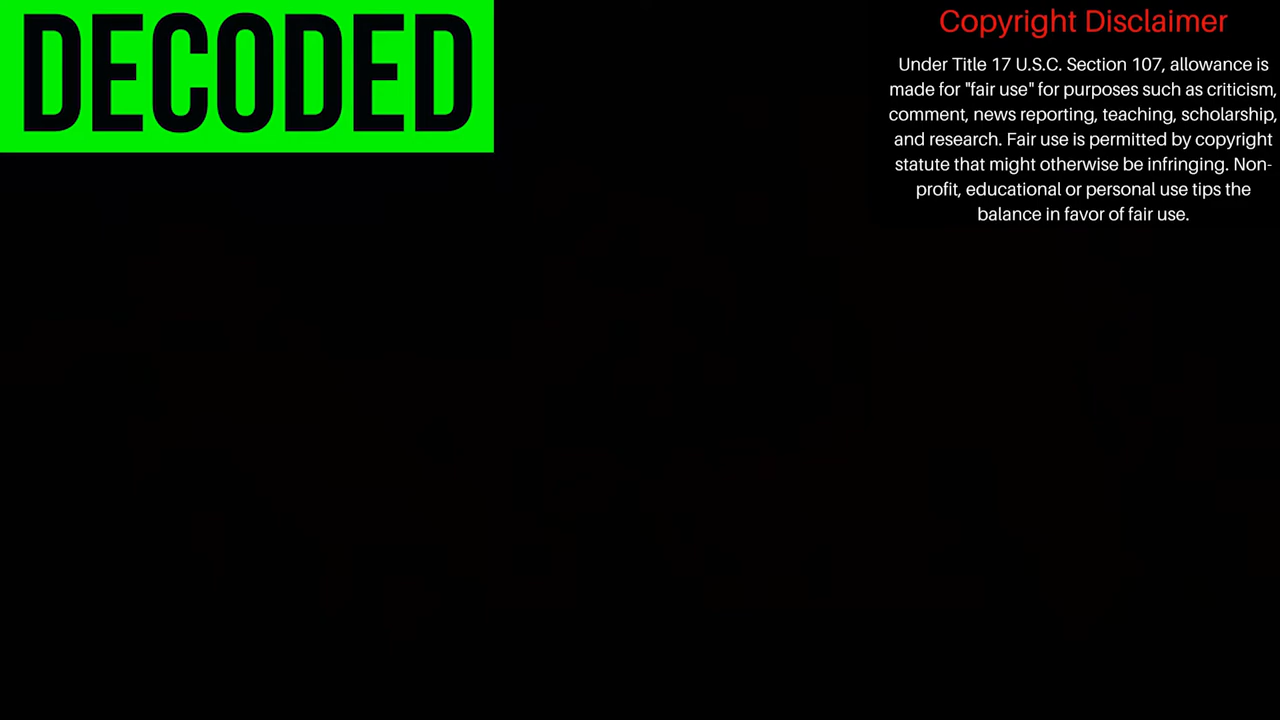 DECODED
Copyright Disclaimer
Under Title 17 U.S.C. Section 107, allowance is
made for "fair use" for purposes such as criticism,
comment, news reporting, teaching, scholarship,
and research. Fair use is permitted by copyright
statute that might otherwise be infringing. Non-
profit, educational or personal use tips the
balance in favor of fair use.